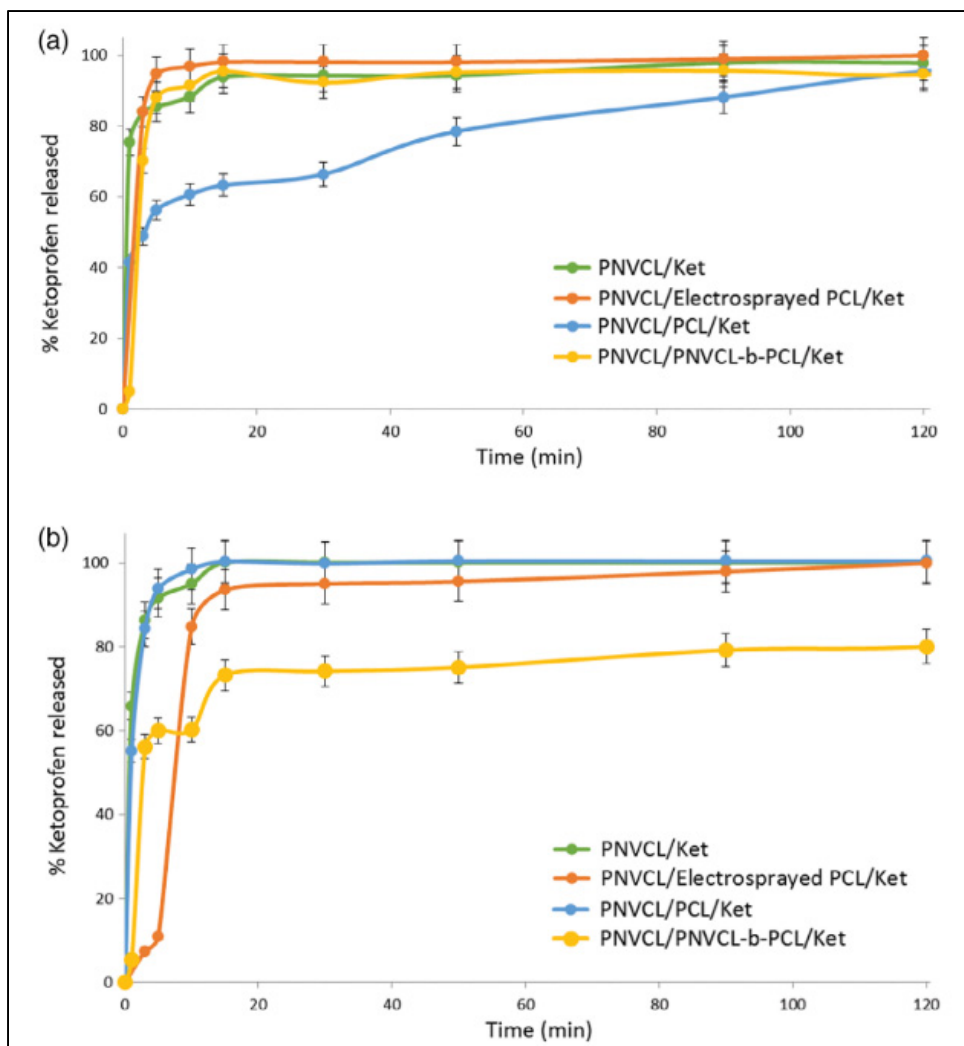 (a)
% Ketoprofen released
100
80
60
40
20
0
PNVCL/Ket
PNVCL/Electrosprayed PCL/Ket
PNVCL/PCL/Ket
PNVCL/PNVCL-b-PCL/Ket
0 20 40 60 80 100 120
Time (min)
(b)
% Ketoprofen released
100
80
60
40
20
0
PNVCL/Ket
PNVCL/Electrosprayed PCL/Ket
PNVCL/PCL/Ket
PNVCL/PNVCL-b-PCL/Ket
0 20 40 60 80 100 120
Time (min)